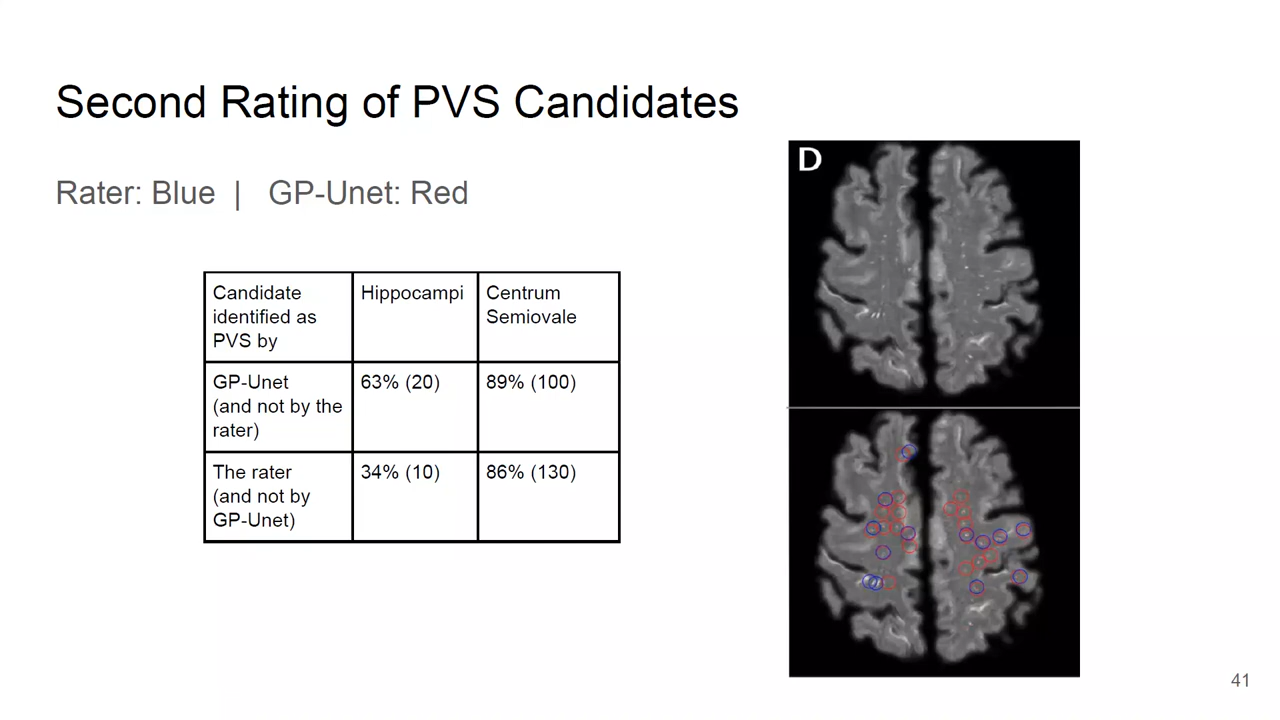 Second Rating of PVS Candidates
Rater: Blue | GP-Unet: Red
Candidate identified as PVS by
Hippocampi
Centrum Semiovale
GP-Unet (and not by the rater)
63% (20)
89% (100)
The rater (and not by GP-Unet)
34% (10)
86% (130)
D
41